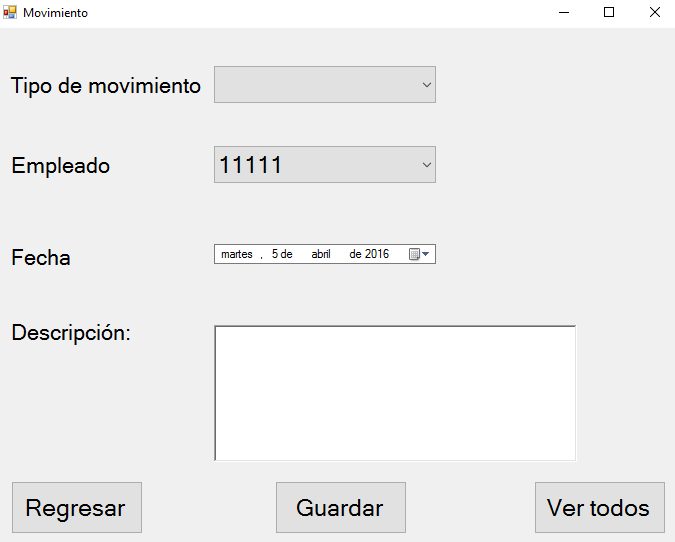 Movimiento
Tipo de movimiento
Empleado 11111
Fecha martes , 5 de abril de 2016
Descripción:
Regresar Guardar Ver todos